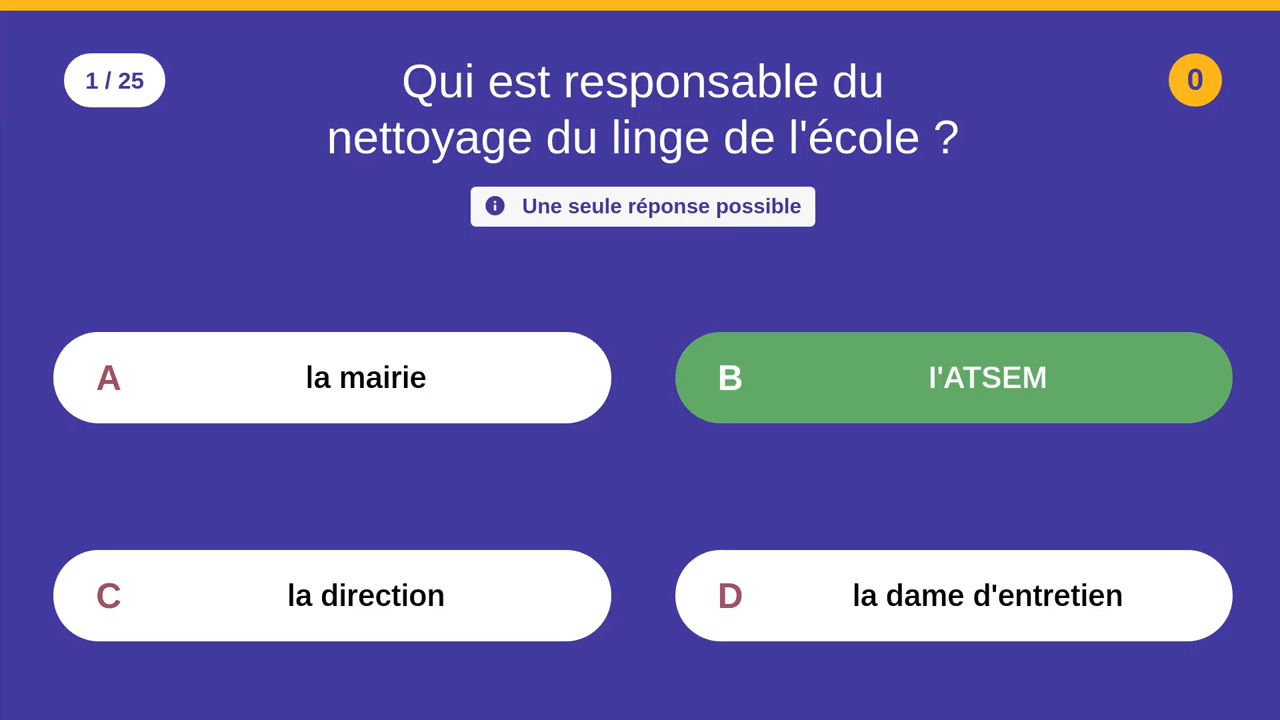 1 / 25
Qui est responsable du
nettoyage du linge de l'école ?
0
Une seule réponse possible
A la mairie
B l'ATSEM
C la direction
D la dame d'entretien